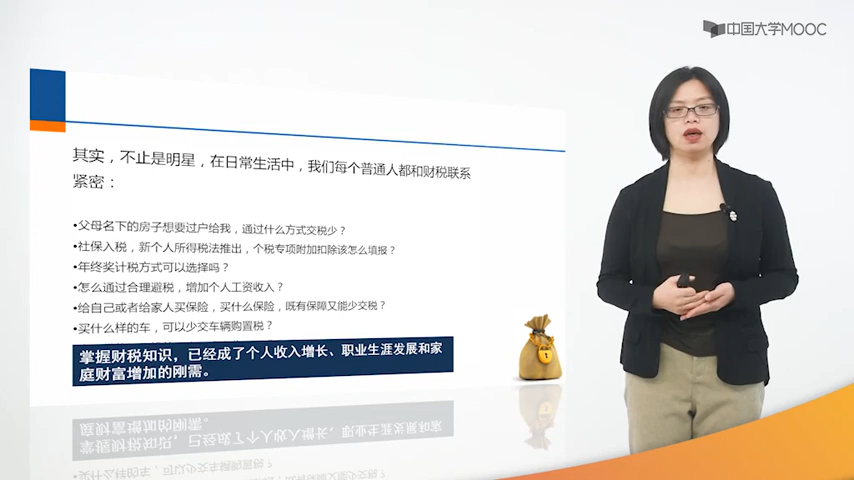 中国大学MOOC
其实，不止是明星，在日常生活中，我们每个普通人都和财税联系
紧密：
•父母名下的房子想要过户给我，通过什么方式交税少？
•社保入税，新个人所得税法推出，个税专项附加扣除该怎么填报？
•年终奖计税方式可以选择吗？
•怎么通过合理避税，增加个人工资收入？
•给自己或者给家人买保险，买什么保险，既有保障又能少交税？
•买什么样的车，可以少交车辆购置税？
掌握财税知识，已经成了个人收入增长、职业生涯发展和家
庭财富增加的刚需。